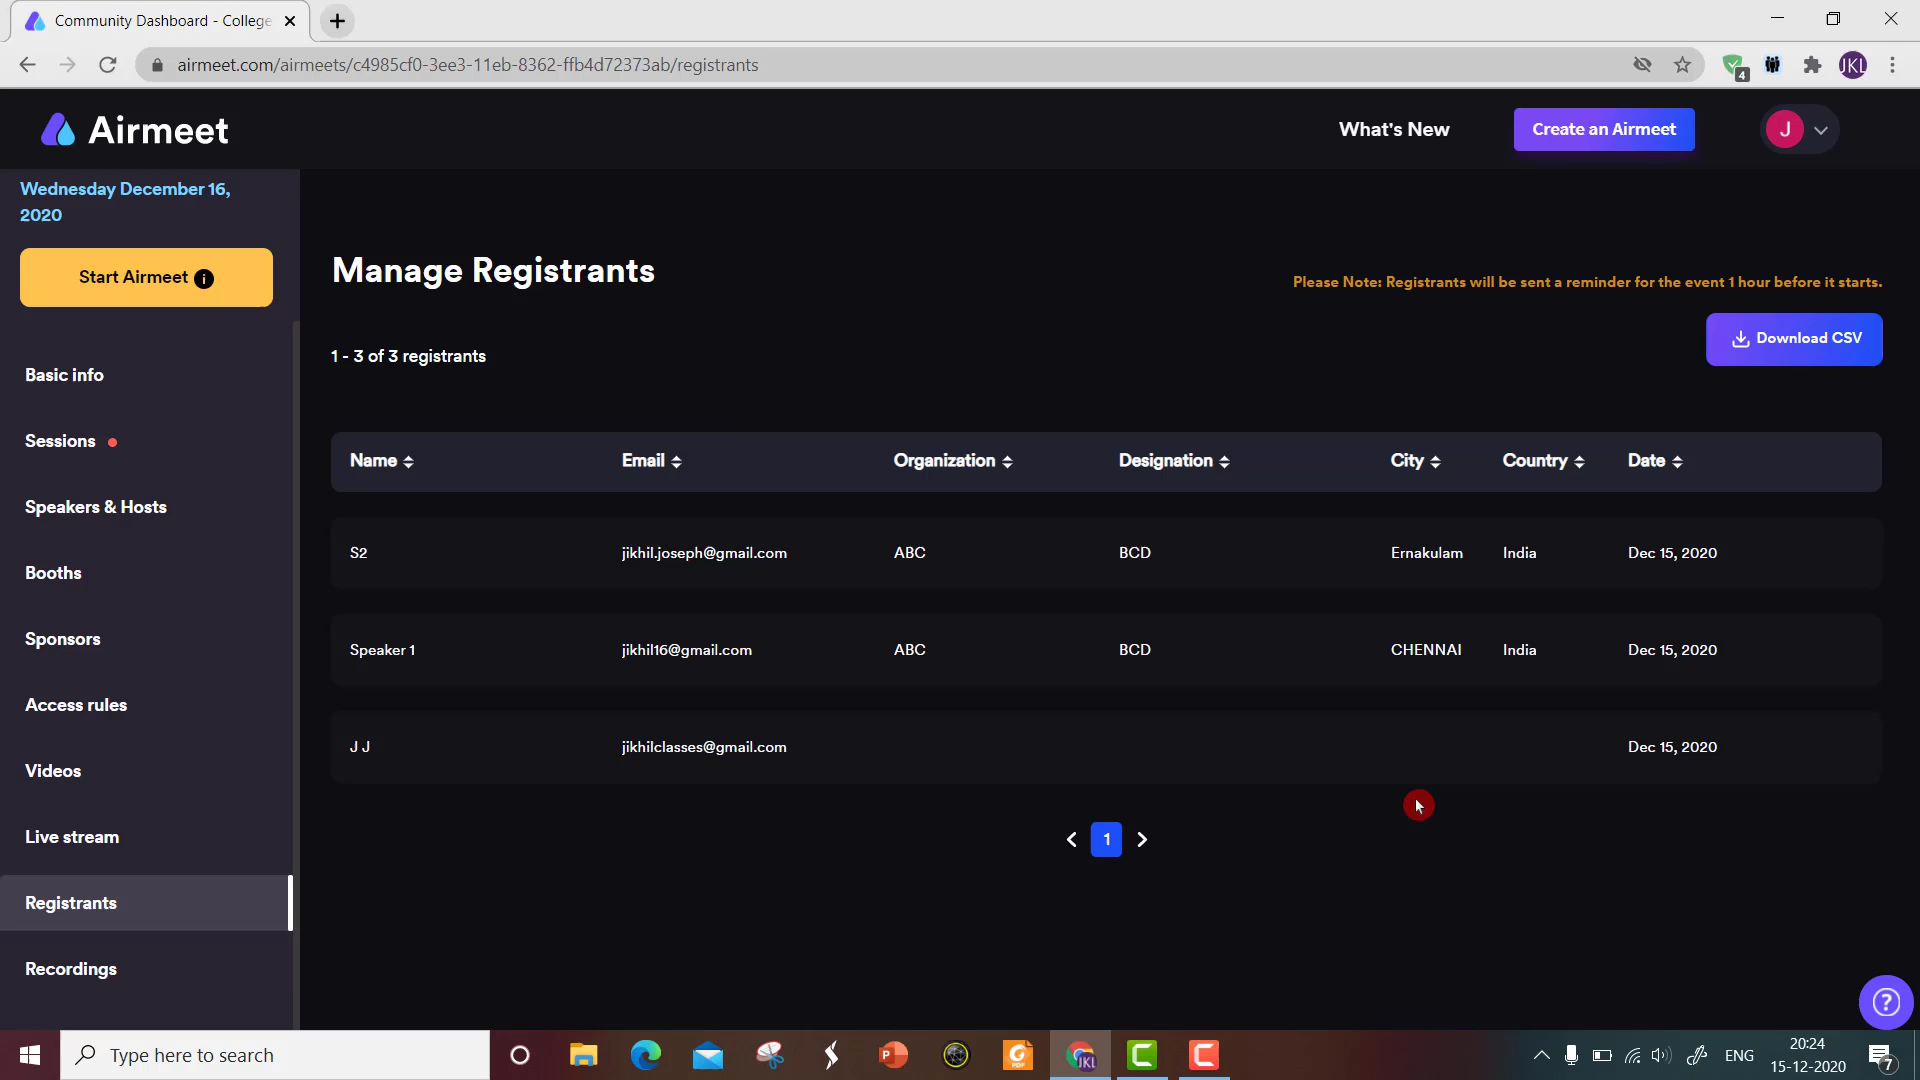 Community Dashboard - College
airmeet.com/airmeets/c4985cf0-3ee3-11eb-8362-ffb4d72373ab/registrants
4
JKL
Airmeet
What's New
Create an Airmeet
J
Wednesday December 16,
2020
Start Airmeet i
Basic info
Sessions
Speakers & Hosts
Booths
Sponsors
Access rules
Videos
Live stream
Registrants
Recordings
Manage Registrants
Please Note: Registrants will be sent a reminder for the event 1 hour before it starts.
1 - 3 of 3 registrants
Download CSV
Name Email Organization Designation City Country Date
S2 jikhil.joseph@gmail.com ABC BCD Ernakulam India Dec 15, 2020
Speaker 1 jikhil16@gmail.com ABC BCD CHENNAI India Dec 15, 2020
J J jikhilclasses@gmail.com Dec 15, 2020
1
?
Type here to search
P
PDF
JKL
C
C
ENG
20:24
15-12-2020
7